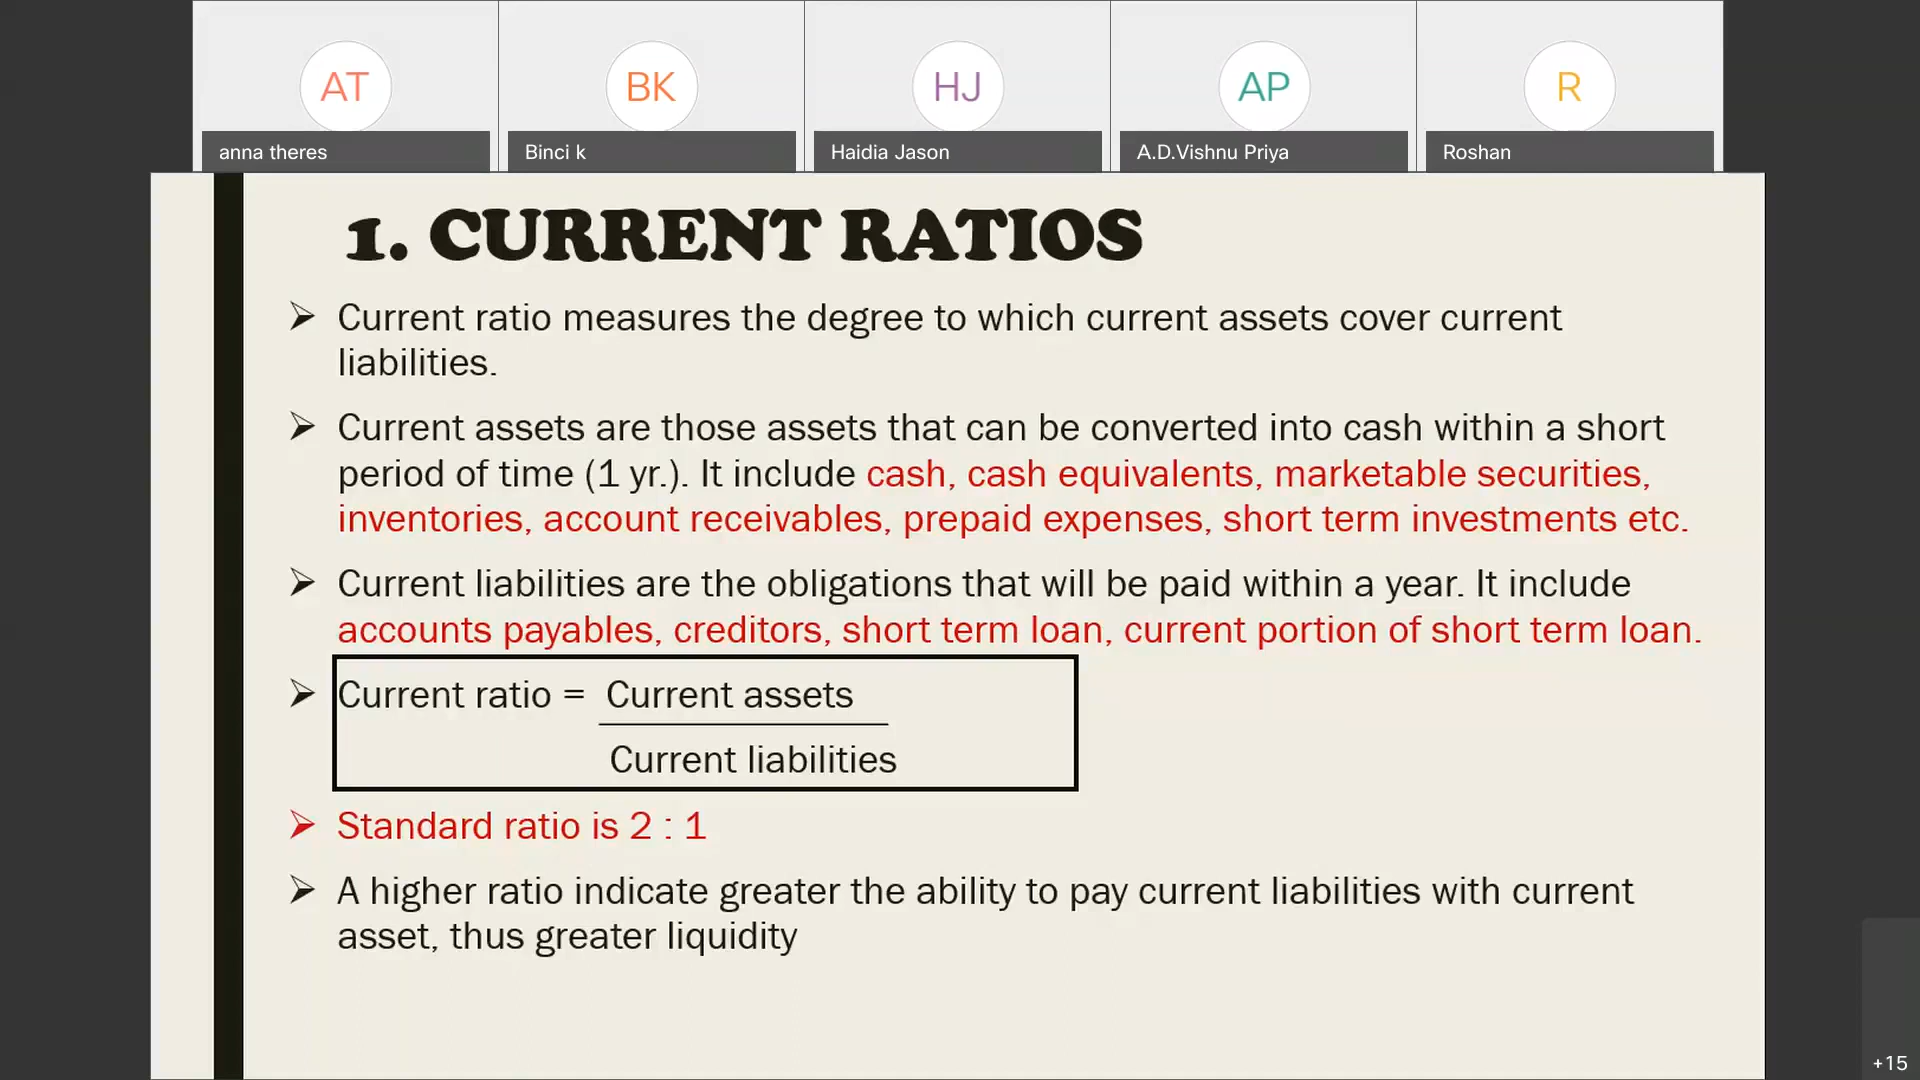 AT
BK
HJ
AP
R
anna theres
Binci k
Haidia Jason
A.D.Vishnu Priya
Roshan
1. CURRENT RATIOS
➢ Current ratio measures the degree to which current assets cover current
liabilities.
➢ Current assets are those assets that can be converted into cash within a short
period of time (1 yr.). It include cash, cash equivalents, marketable securities,
inventories, account receivables, prepaid expenses, short term investments etc.
➢ Current liabilities are the obligations that will be paid within a year. It include
accounts payables, creditors, short term loan, current portion of short term loan.
➢ Current ratio = Current assets
Current liabilities
➢ Standard ratio is 2 : 1
➢ A higher ratio indicate greater the ability to pay current liabilities with current
asset, thus greater liquidity
+15